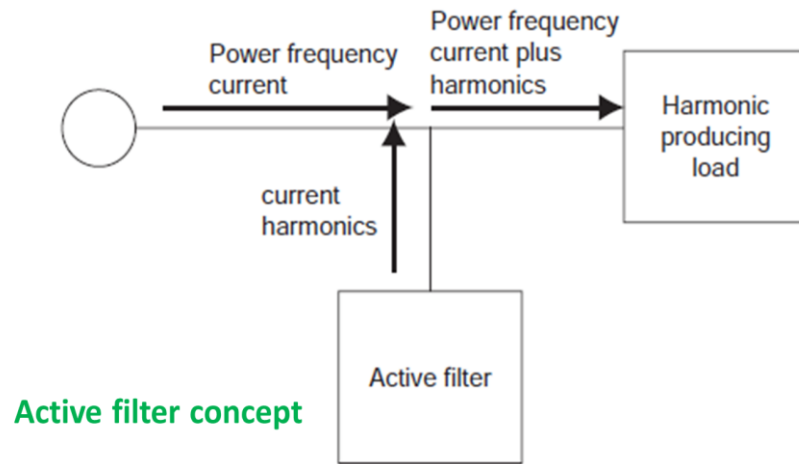 Power frequency
current
Power frequency
current plus
harmonics
Harmonic
producing
load
current
harmonics
Active filter
Active filter concept